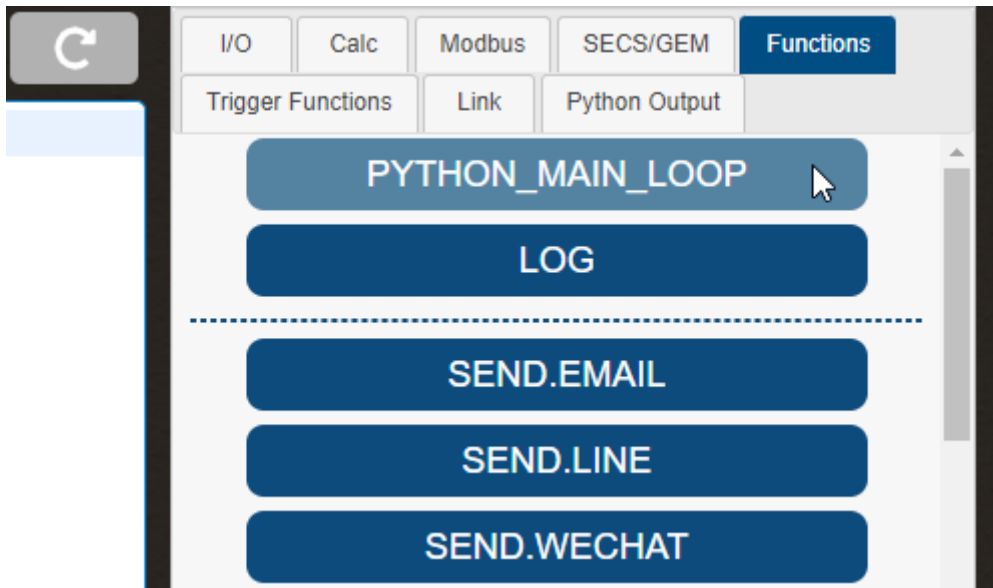 I/O Calc Modbus SECS/GEM Functions
Trigger Functions Link Python Output
PYTHON_MAIN_LOOP
LOG
SEND.EMAIL
SEND.LINE
SEND.WECHAT